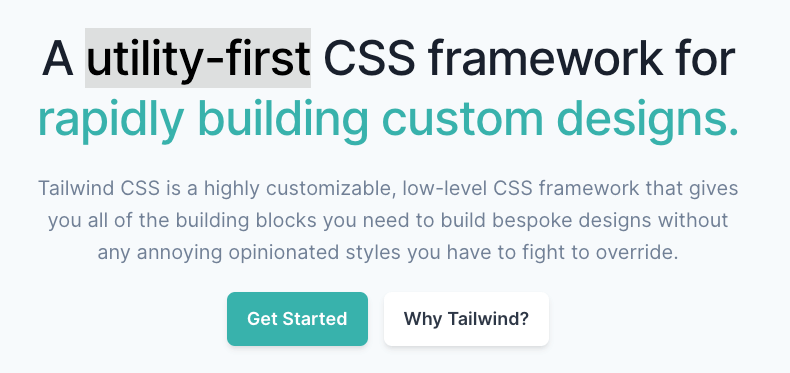 A utility-first CSS framework for
rapidly building custom designs.
Tailwind CSS is a highly customizable, low-level CSS framework that gives
you all of the building blocks you need to build bespoke designs without
any annoying opinionated styles you have to fight to override.
Get Started
Why Tailwind?